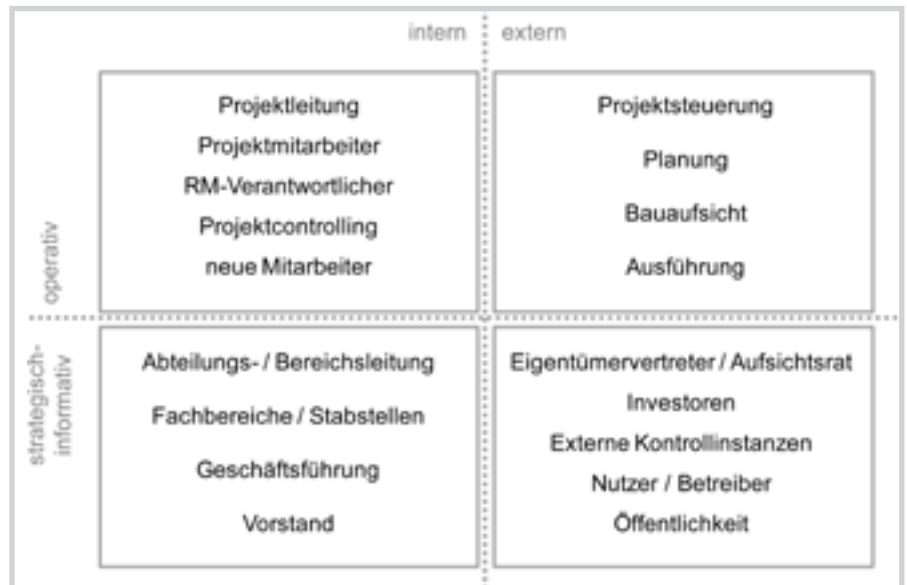 intern
extern
operativ
Projektleitung
Projektmitarbeiter
RM-Verantwortlicher
Projektcontrolling
neue Mitarbeiter
Projektsteuerung
Planung
Bauaufsicht
Ausführung
strategisch-
informativ
Abteilungs- / Bereichsleitung
Fachbereiche / Stabstellen
Geschäftsführung
Vorstand
Eigentümervertreter / Aufsichtsrat
Investoren
Externe Kontrollinstanzen
Nutzer / Betreiber
Öffentlichkeit